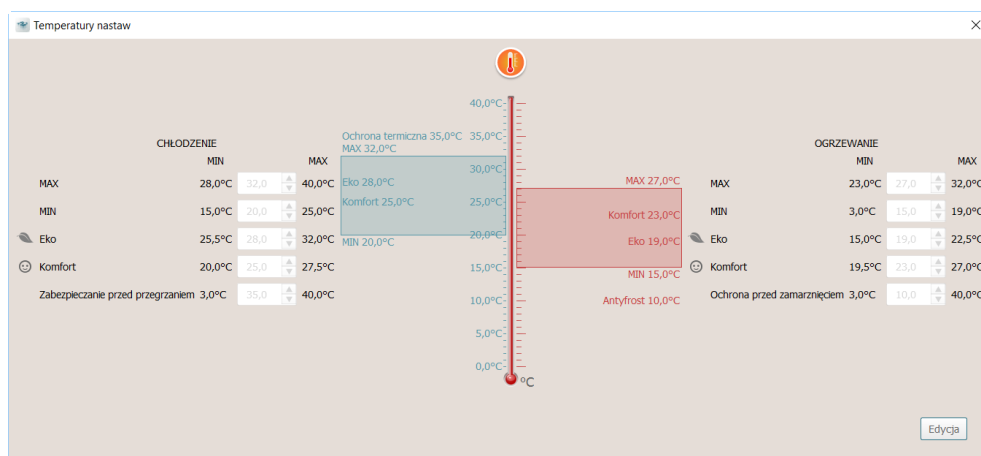 Temperatury nastaw
CHŁODZENIE
MIN MAX
MAX 28,0°C 32,0 40,0°C
MIN 15,0°C 20,0 25,0°C
Eko 25,5°C 28,0 32,0°C
Komfort 20,0°C 25,0 27,5°C
Zabezpieczanie przed przegrzaniem 3,0°C 35,0 40,0°C
Ochrona termiczna 35,0°C
MAX 32,0°C
Eko 28,0°C
Komfort 25,0°C
MIN 20,0°C
40,0°C
35,0°C
30,0°C
25,0°C
20,0°C
15,0°C
10,0°C
5,0°C
0,0°C
°C
MAX 27,0°C
Komfort 23,0°C
Eko 19,0°C
MIN 15,0°C
Antyfrost 10,0°C
OGRZEWANIE
MIN MAX
MAX 23,0°C 27,0 32,0°C
MIN 3,0°C 15,0 19,0°C
Eko 15,0°C 19,0 22,5°C
Komfort 19,5°C 23,0 27,0°C
Ochrona przed zamarznięciem 3,0°C 10,0 40,0°C
Edycja